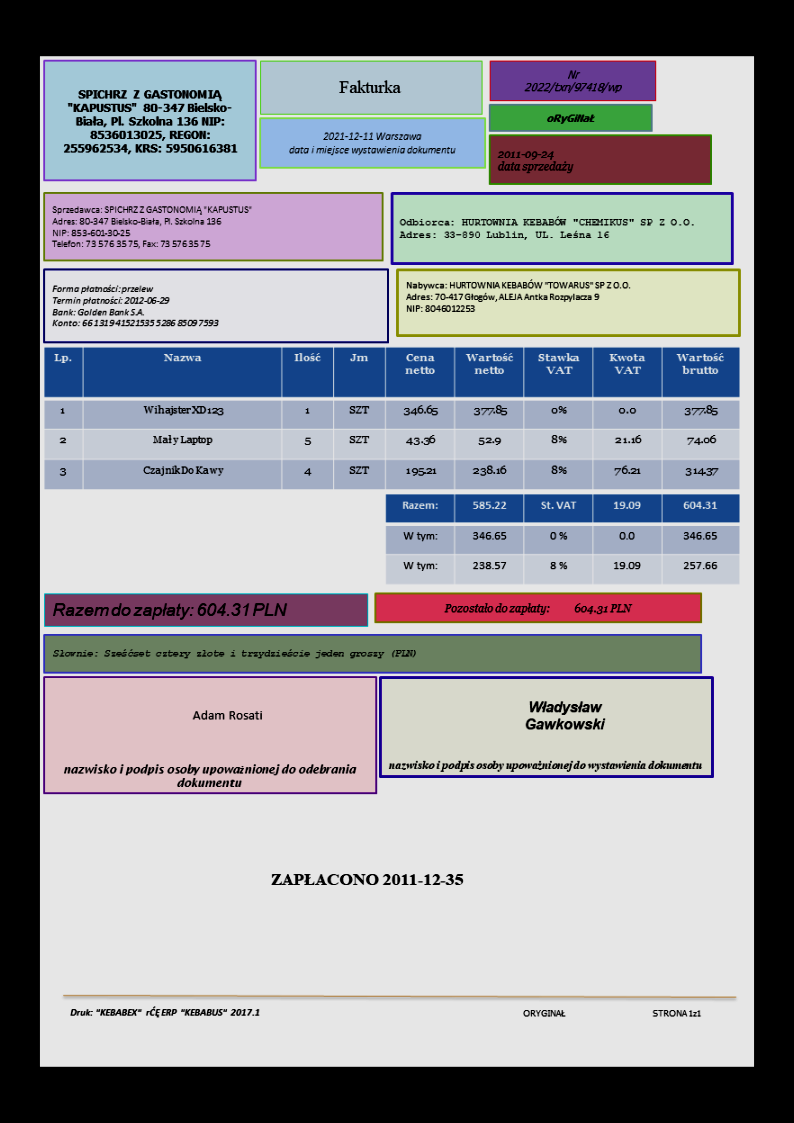 SPICHRZ Z GASTONOMIĄ
"KAPUSTUS" 80-347 Bielsko-
Biała, Pl. Szkolna 136 NIP:
8536013025, REGON:
255962534, KRS: 5950616381
Fakturka
2021-12-11 Warszawa
data i miejsce wystawienia dokumentu
Nr
2022/txn/97418/wp
oRyGINaŁ
2011-09-24
data sprzedaży
Sprzedawca: SPICHRZ Z GASTONOMIĄ "KAPUSTUS"
Adres: 80-347 Bielsko-Biała, Pl. Szkolna 136
NIP: 853-601-30-25
Telefon: 73 576 35 75, Fax: 73 576 35 75
Odbiorca: HURTOWNIA KEBABÓW "CHEMIKUS" SP Z O.O.
Adres: 33-890 Lublin, UL. Leśna 16
Forma płatności: przelew
Termin płatności: 2012-06-29
Bank: Golden Bank S.A.
Konto: 66 1319 4152 1535 5286 8509 7593
Nabywca: HURTOWNIA KEBABÓW "TOWARUS" SP Z O.O.
Adres: 70-417 Głogów, ALEJA Antka Rozpylacza 9
NIP: 8046012253
Lp. Nazwa Ilość Jm Cena netto Wartość netto Stawka VAT Kwota VAT Wartość brutto
1 Wihajster XD123 1 SZT 346.65 377.85 0% 0.0 377.85
2 Mały Laptop 5 SZT 43.36 52.9 8% 21.16 74.06
3 Czajnik Do Kawy 4 SZT 195.21 238.16 8% 76.21 314.37
Razem: 585.22 St. VAT 19.09 604.31
W tym: 346.65 0 % 0.0 346.65
W tym: 238.57 8 % 19.09 257.66
Razem do zapłaty: 604.31 PLN
Pozostało do zapłaty: 604.31 PLN
Słownie: Sześćset cztery złote i trzydzieście jeden groszy (PLN)
Adam Rosati
nazwisko i podpis osoby upoważnionej do odebrania
dokumentu
Władysław
Gawkowski
nazwisko i podpis osoby upoważnionej do wystawienia dokumentu
ZAPŁACONO 2011-12-35
Druk: "KEBABEX" rĆĘ ERP "KEBABUS" 2017.1 ORYGINAŁ STRONA 1z1